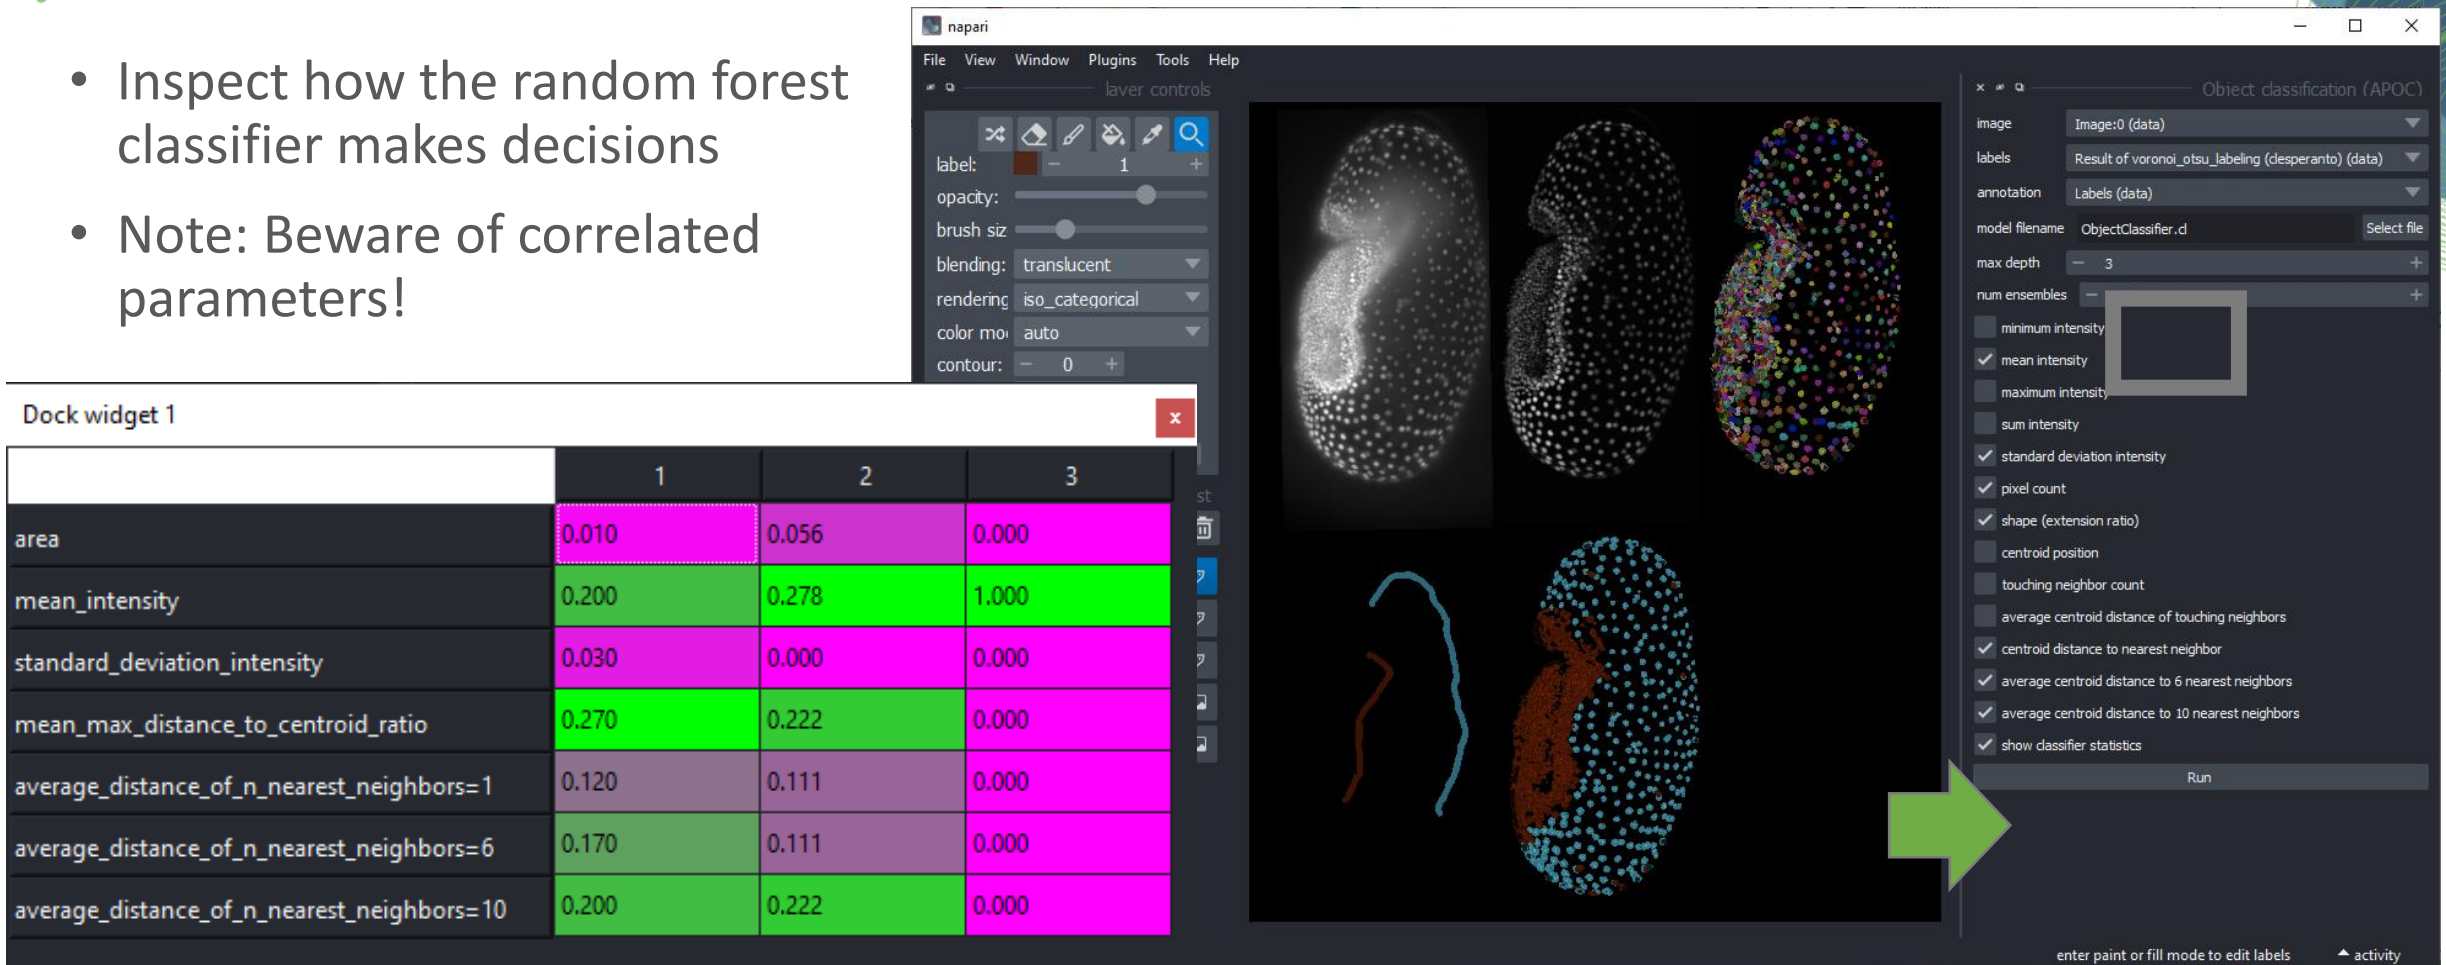 • Inspect how the random forest
classifier makes decisions
• Note: Beware of correlated
parameters!
napari
File View Window Plugins Tools Help
layer controls
label: 1
opacity:
brush siz
blending: translucent
rendering iso_categorical
color mo auto
contour: 0
Object classification (APOC)
image Image:0 (data)
labels Result of voronoi_otsu_labeling (clesperanto) (data)
annotation Labels (data)
model filename ObjectClassifier.cl Select file
max depth 3
num ensembles
minimum intensity
mean intensity
maximum intensity
sum intensity
standard deviation intensity
pixel count
shape (extension ratio)
centroid position
touching neighbor count
average centroid distance of touching neighbors
centroid distance to nearest neighbor
average centroid distance to 6 nearest neighbors
average centroid distance to 10 nearest neighbors
show classifier statistics
Run
Dock widget 1
1 2 3
area 0.010 0.056 0.000
mean_intensity 0.200 0.278 1.000
standard_deviation_intensity 0.030 0.000 0.000
mean_max_distance_to_centroid_ratio 0.270 0.222 0.000
average_distance_of_n_nearest_neighbors=1 0.120 0.111 0.000
average_distance_of_n_nearest_neighbors=6 0.170 0.111 0.000
average_distance_of_n_nearest_neighbors=10 0.200 0.222 0.000
st
enter paint or fill mode to edit labels activity